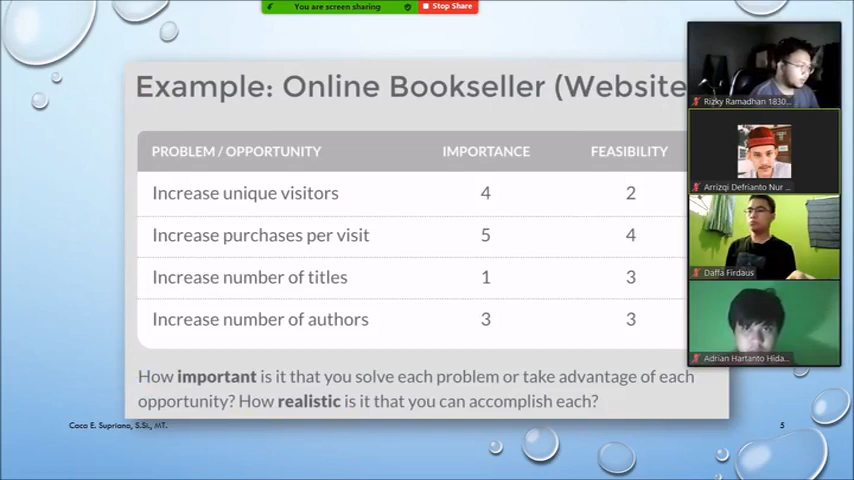 You are screen sharing Stop Share
Example: Online Bookseller (Website
PROBLEM / OPPORTUNITY IMPORTANCE FEASIBILITY
Increase unique visitors 4 2
Increase purchases per visit 5 4
Increase number of titles 1 3
Increase number of authors 3 3
How important is it that you solve each problem or take advantage of each
opportunity? How realistic is it that you can accomplish each?
Coca E. Supriana, S.Si., MT.
5
Rizky Ramadhan 1830...
Arrizqi Defrianto Nur ...
Daffa Firdaus
Adrian Hartanto Hida...